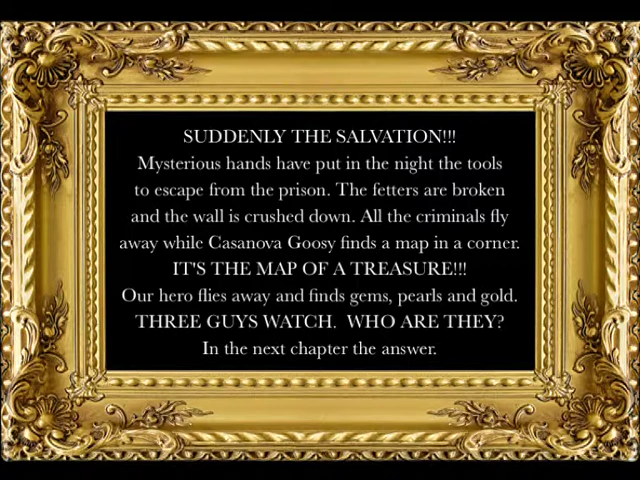 SUDDENLY THE SALVATION!!!
Mysterious hands have put in the night the tools
to escape from the prison. The fetters are broken
and the wall is crushed down. All the criminals fly
away while Casanova Goosy finds a map in a corner.
IT'S THE MAP OF A TREASURE!!!
Our hero flies away and finds gems, pearls and gold.
THREE GUYS WATCH. WHO ARE THEY?
In the next chapter the answer.